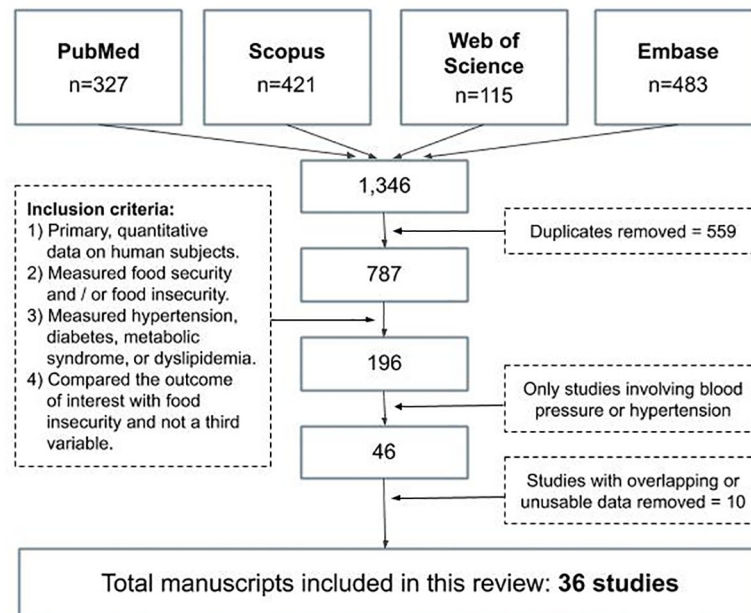 PubMed
n=327
Scopus
n=421
Web of
Science
n=115
Embase
n=483
1,346
Inclusion criteria:
1) Primary, quantitative
data on human subjects.
2) Measured food security
and / or food insecurity.
3) Measured hypertension,
diabetes, metabolic
syndrome, or dyslipidemia.
4) Compared the outcome
of interest with food
insecurity and not a third
variable.
Duplicates removed = 559
787
196
Only studies involving blood
pressure or hypertension
46
Studies with overlapping or
unusable data removed = 10
Total manuscripts included in this review: 36 studies